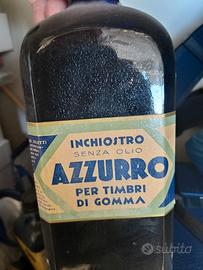 INCHIOSTRO
SENZA OLIO
AZZURRO
PER TIMBRI
DI GOMMA
subito